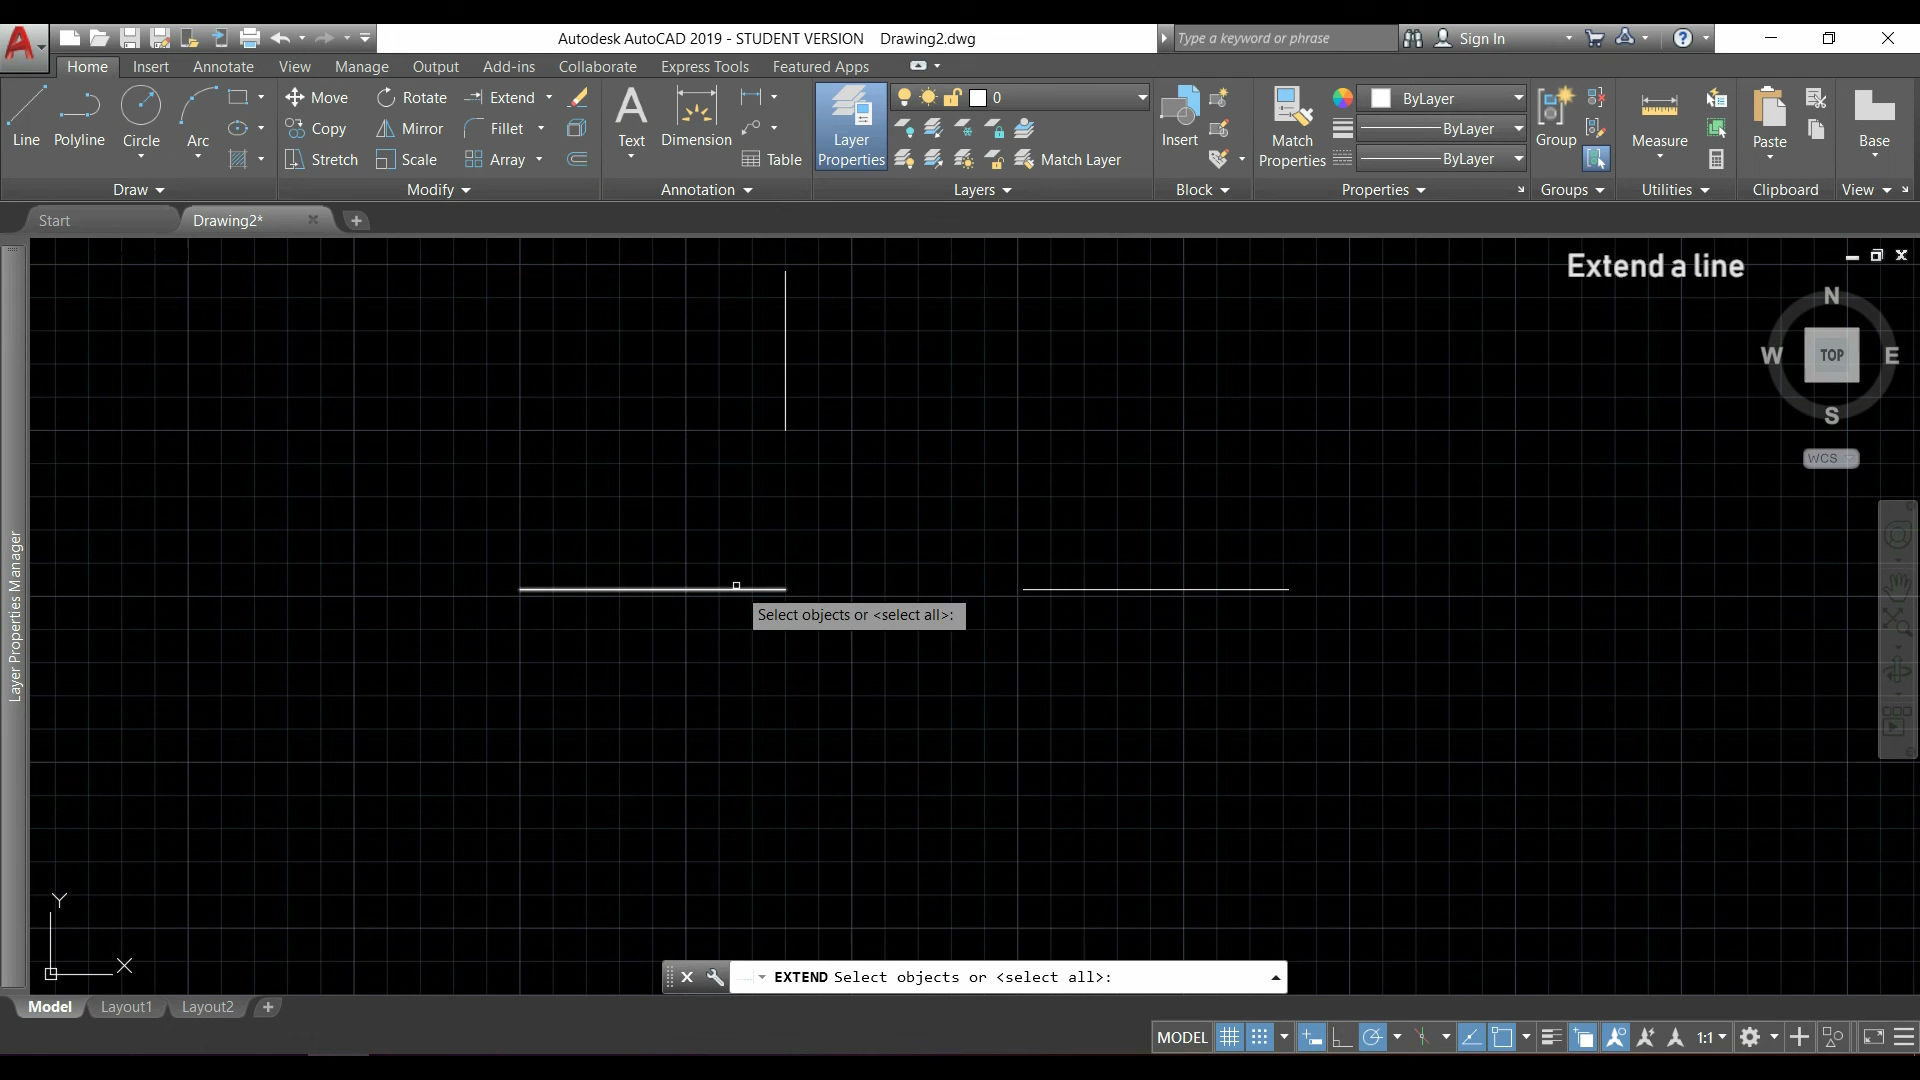 Autodesk AutoCAD 2019 - STUDENT VERSION Drawing2.dwg
Type a keyword or phrase
Sign In
Home Insert Annotate View Manage Output Add-ins Collaborate Express Tools Featured Apps
Line
Polyline
Circle
Arc
Draw
Move Rotate Extend
Copy Mirror Fillet
Stretch Scale Array
Modify
Text
Dimension
Table
Annotation
Layer
Properties
0
Match Layer
Layers
Insert
Block
Match
Properties
ByLayer
ByLayer
ByLayer
Properties
Group
Groups
Measure
Utilities
Paste
Clipboard
Base
View
Start
Drawing2*
Extend a line
N
W TOP E
S
WCS
Layer Properties Manager
Select objects or <select all>:
Y
X
EXTEND Select objects or <select all>:
Model Layout1 Layout2
MODEL
1:1